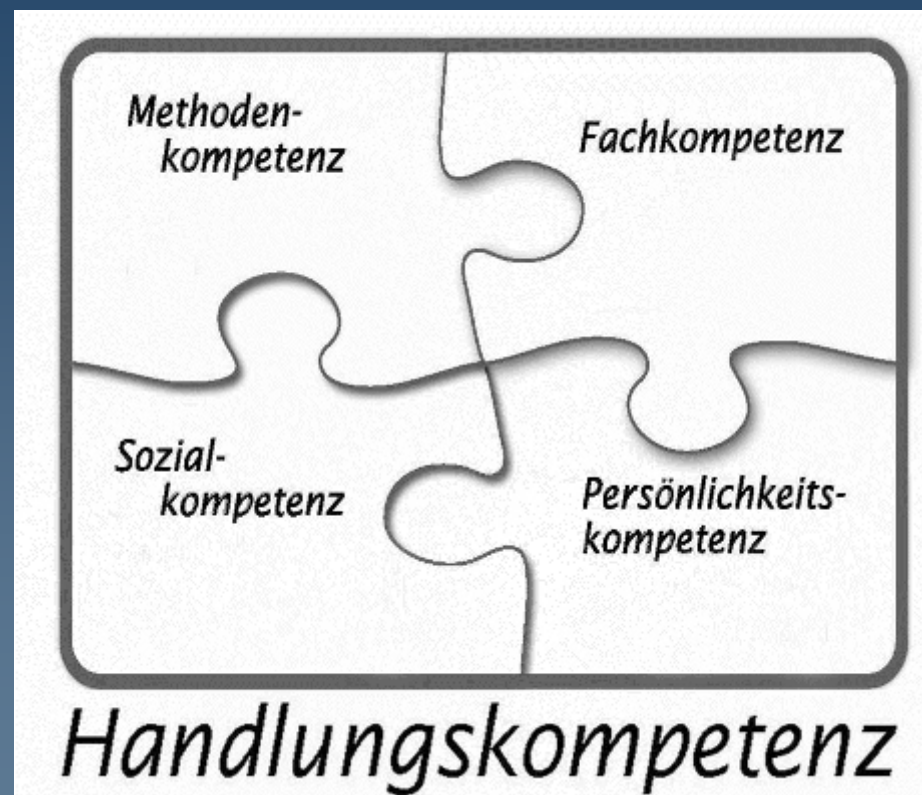 Methoden-
kompetenz
Fachkompetenz
Sozial-
kompetenz
Persönlichkeits-
kompetenz
Handlungskompetenz